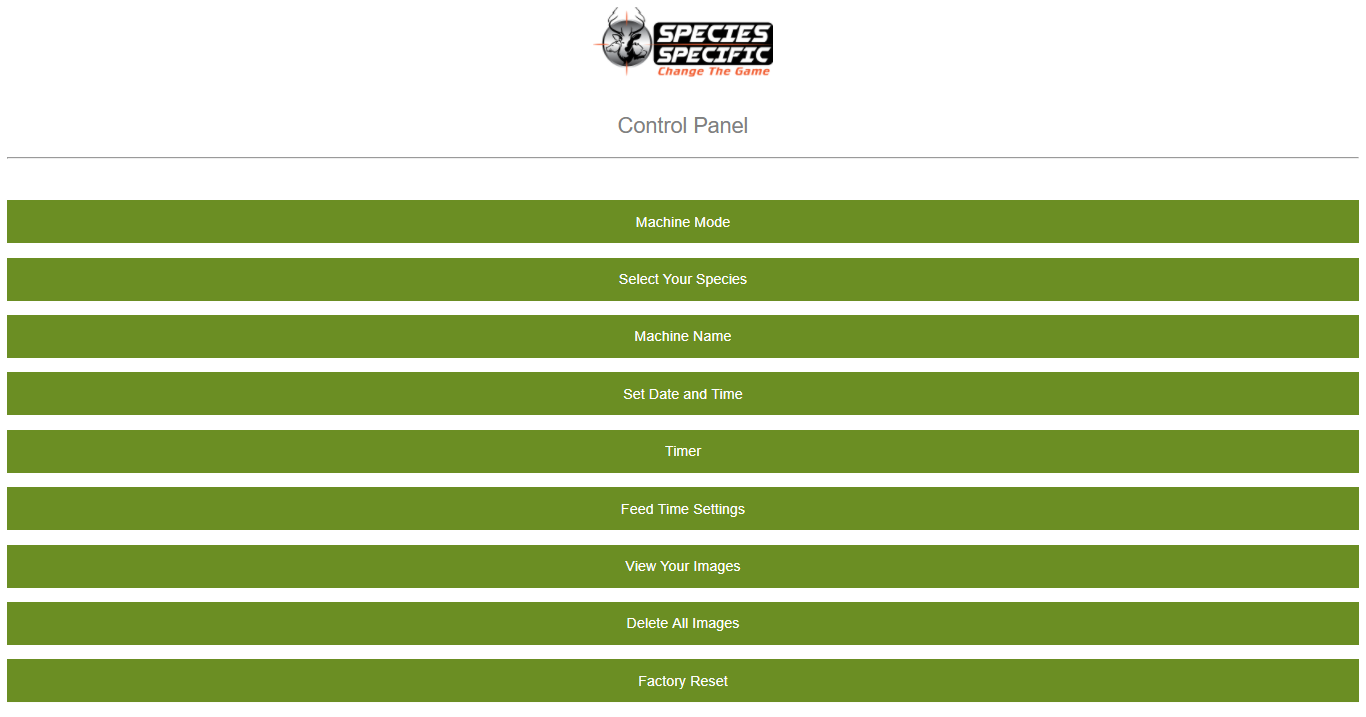 SPECIES
SPECIFIC
Change The Game
Control Panel
Machine Mode
Select Your Species
Machine Name
Set Date and Time
Timer
Feed Time Settings
View Your Images
Delete All Images
Factory Reset